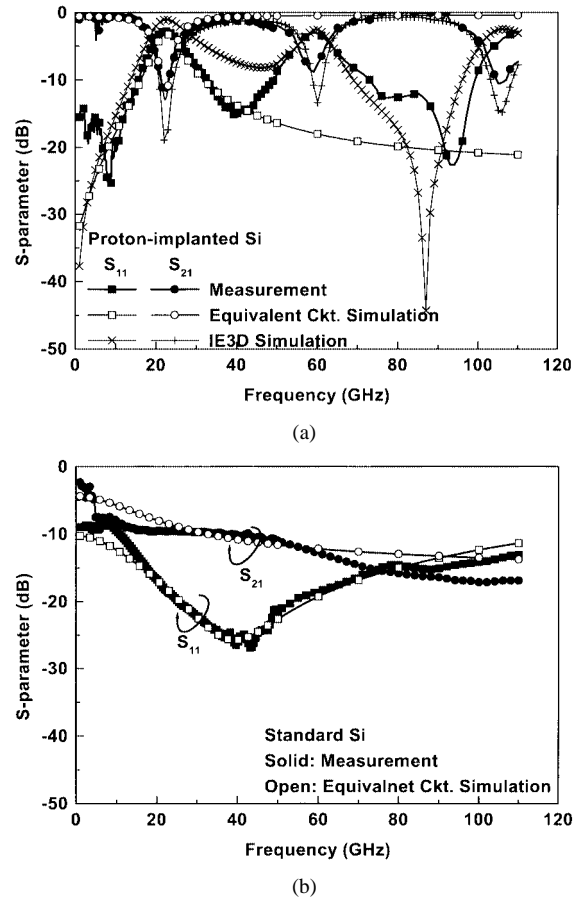 0
-10
-20
-30
-40
-50
S-parameter (dB)
Proton-implanted Si
S11 S21
Measurement
Equivalent Ckt. Simulation
IE3D Simulation
0 20 40 60 80 100 120
Frequency (GHz)
(a)
0
-10
-20
-30
-40
-50
S-parameter (dB)
S21
S11
Standard Si
Solid: Measurement
Open: Equivalnet Ckt. Simulation
0 20 40 60 80 100 120
Frequency (GHz)
(b)